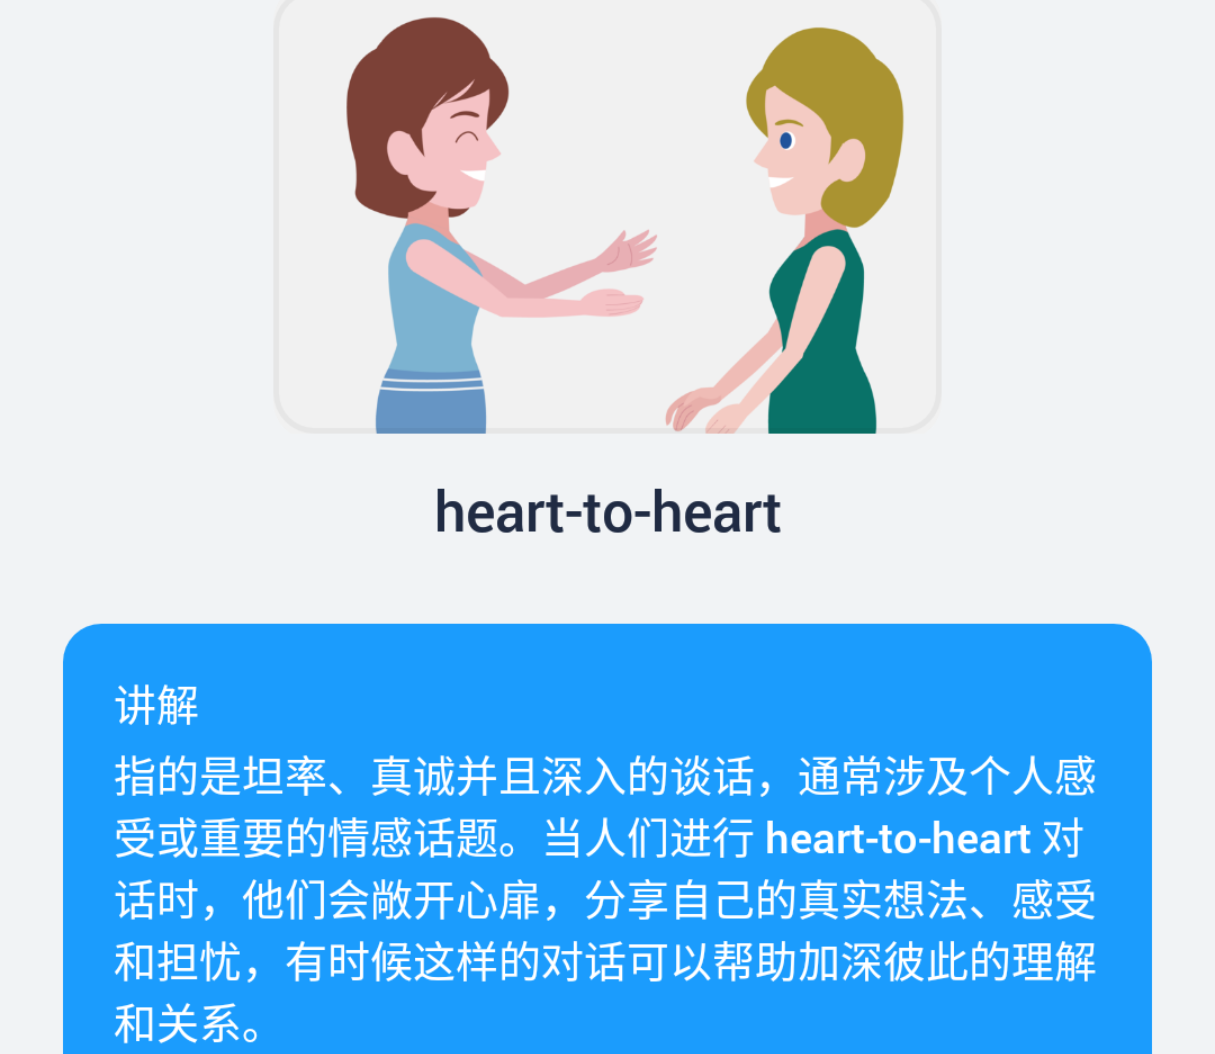 heart-to-heart
讲解
指的是坦率、真诚并且深入的谈话，通常涉及个人感
受或重要的情感话题。当人们进行 heart-to-heart 对
话时，他们会敞开心扉，分享自己的真实想法、感受
和担忧，有时候这样的对话可以帮助加深彼此的理解
和关系。